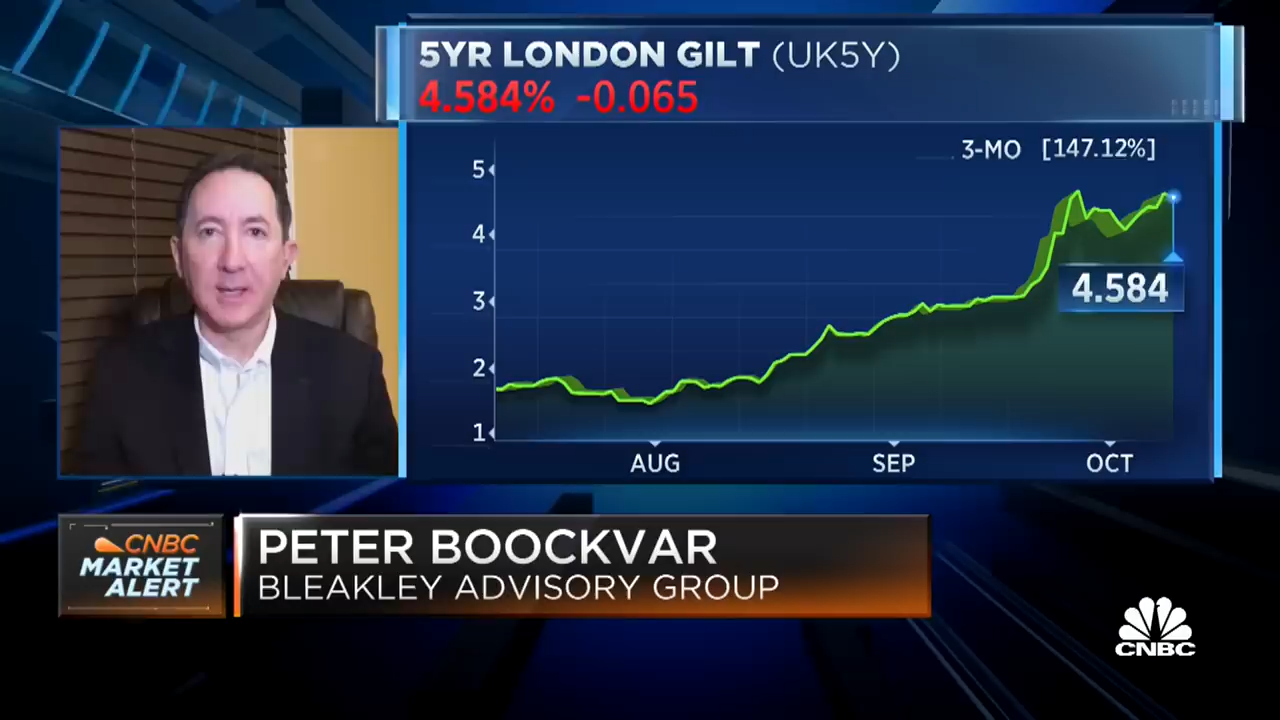 5YR LONDON GILT (UK5Y)
4.584% -0.065
3-MO [147.12%]
5
4
3
2
1
4.584
AUG SEP OCT
CNBC
MARKET
ALERT
PETER BOOCKVAR
BLEAKLEY ADVISORY GROUP
CNBC